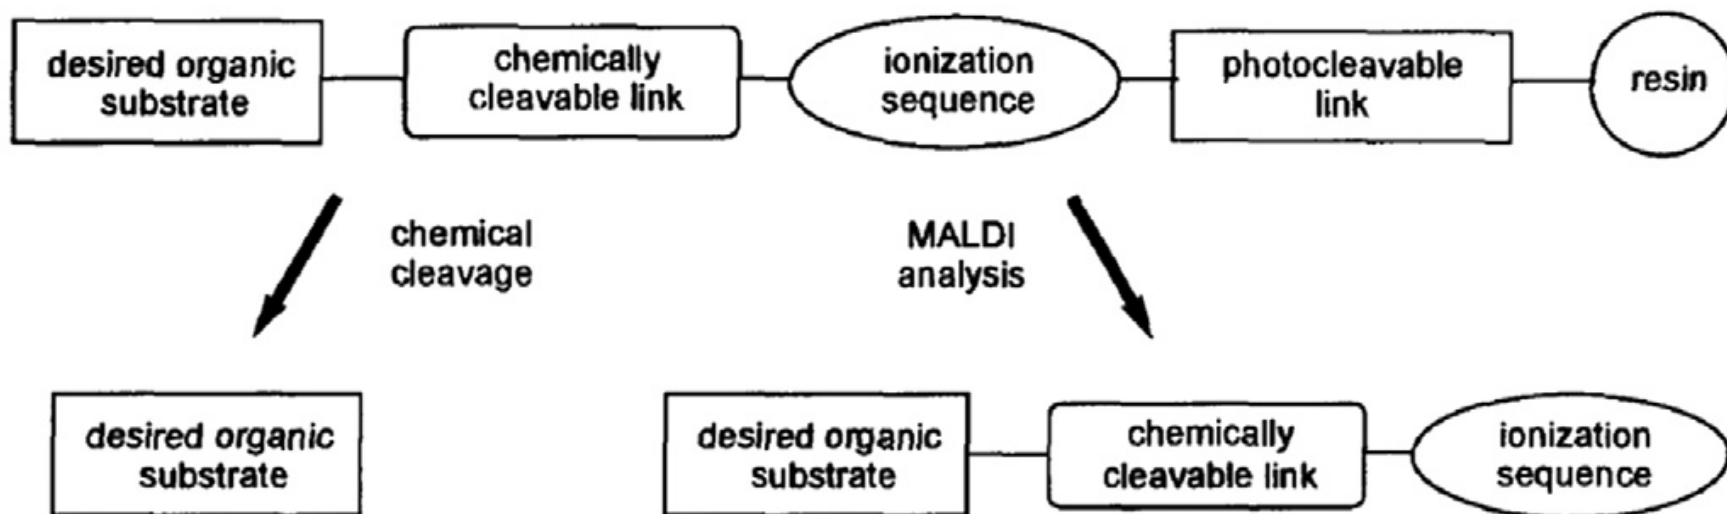 desired organic
substrate
chemically
cleavable link
ionization
sequence
photocleavable
link
resin
chemical
cleavage
MALDI
analysis
desired organic
substrate
desired organic
substrate
chemically
cleavable link
ionization
sequence